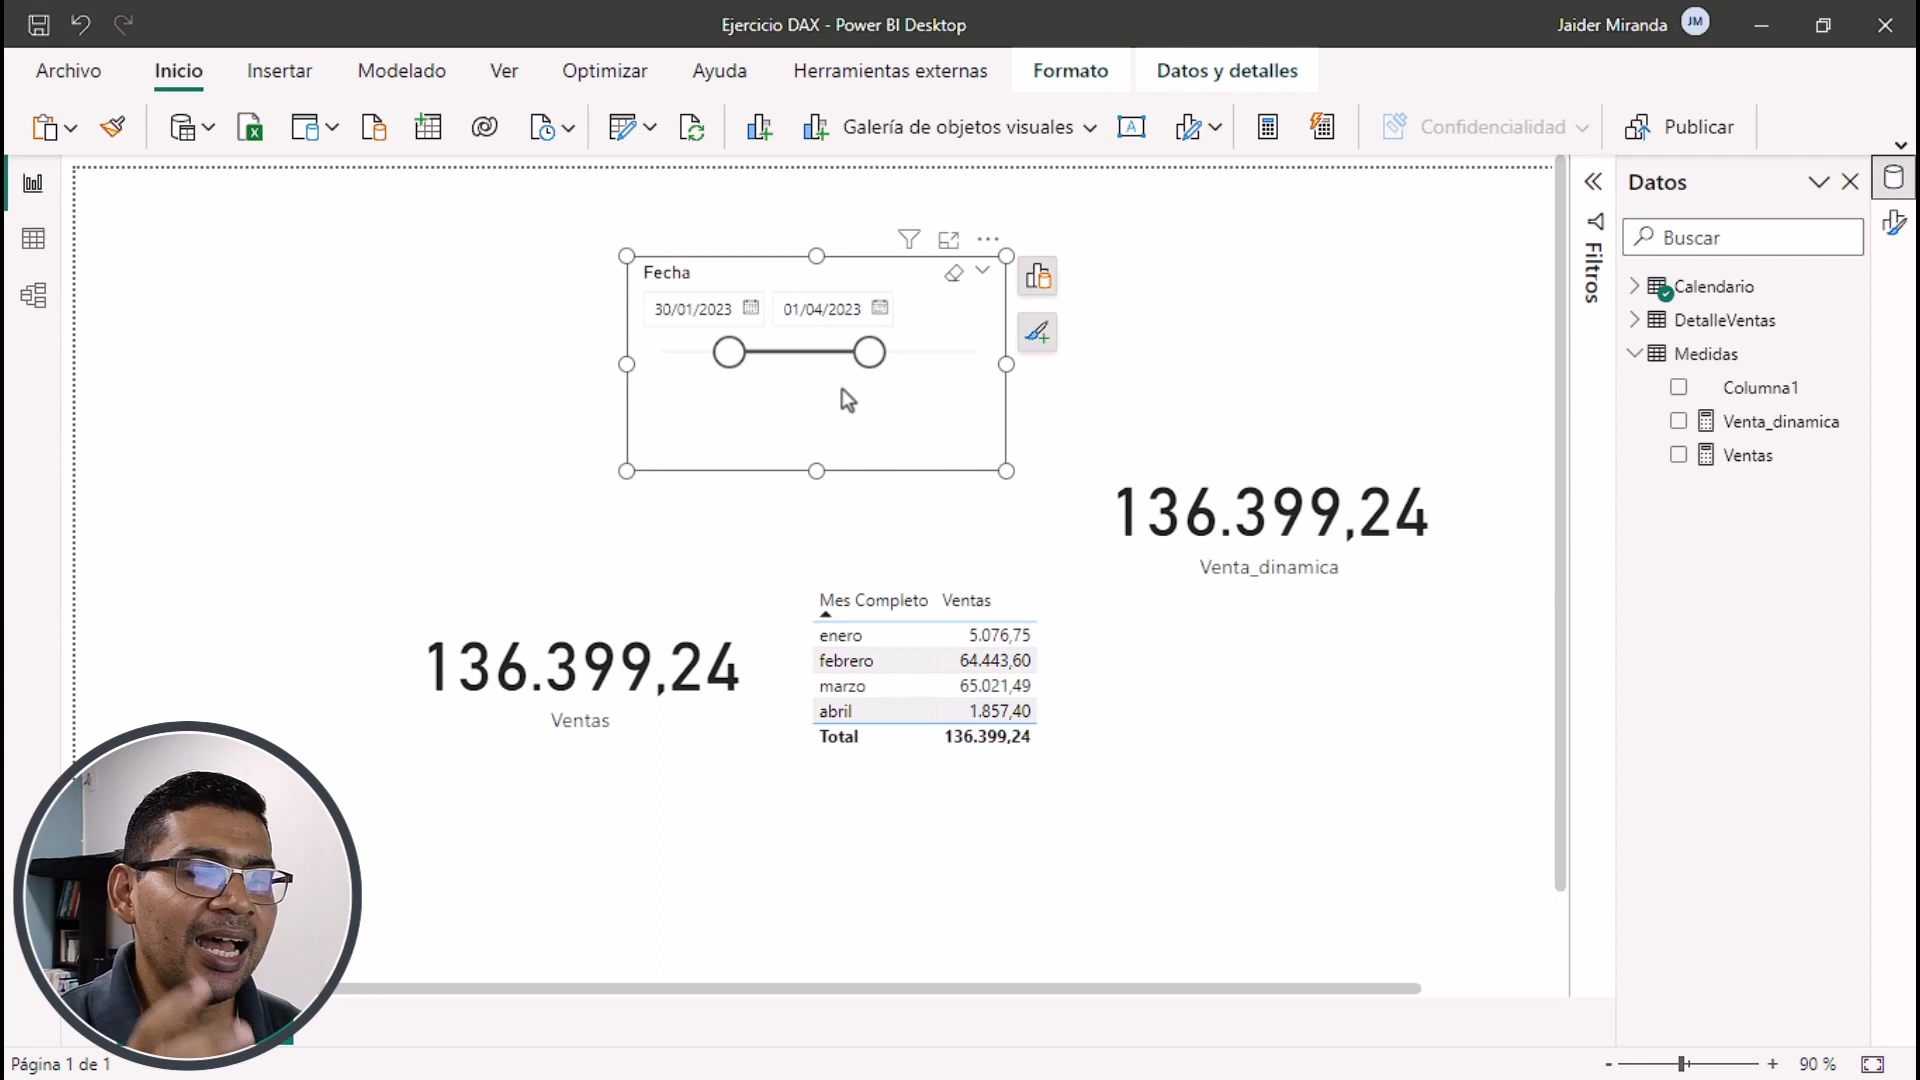 Ejercicio DAX - Power BI Desktop
Jaider Miranda
JM
Archivo
Inicio
Insertar
Modelado
Ver
Optimizar
Ayuda
Herramientas externas
Formato
Datos y detalles
Galería de objetos visuales
Confidencialidad
Publicar
Filtros
Datos
Buscar
Calendario
DetalleVentas
Medidas
Columna1
Venta_dinamica
Ventas
Fecha
30/01/2023
01/04/2023
136.399,24
Venta_dinamica
136.399,24
Ventas
Mes Completo Ventas
enero 5.076,75
febrero 64.443,60
marzo 65.021,49
abril 1.857,40
Total 136.399,24
Página 1 de 1
- + 90 %